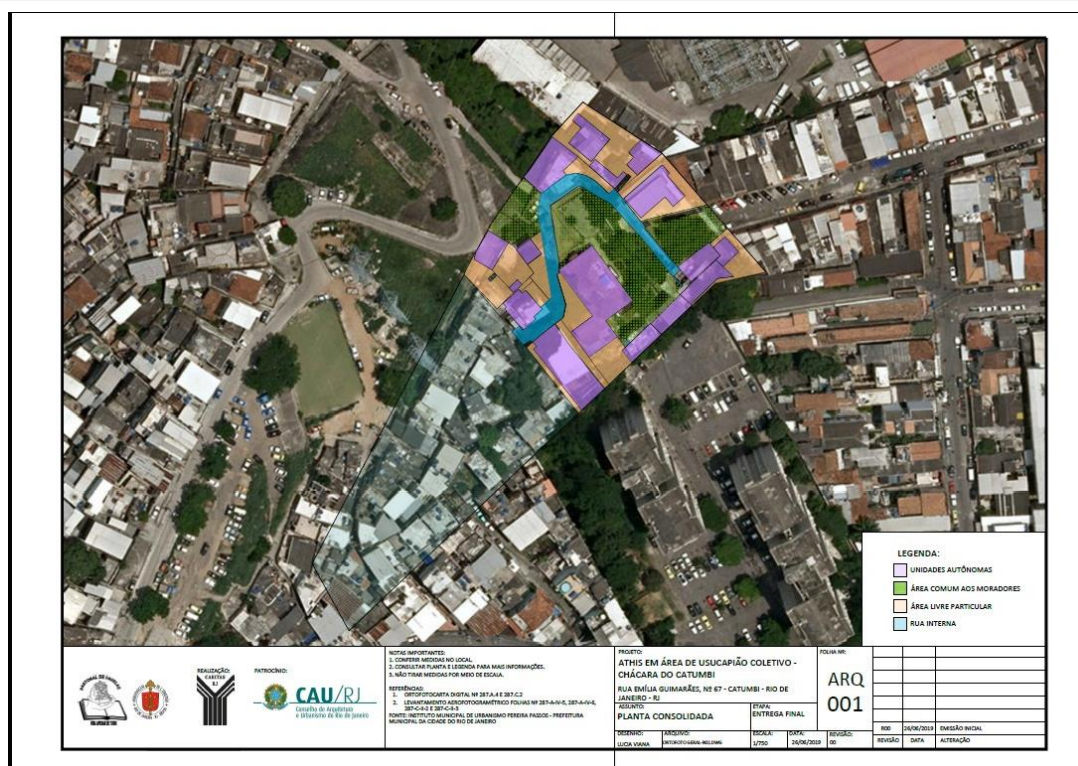 LEGENDA:
UNIDADES AUTÔNOMAS
ÁREA COMUM AOS MORADORES
ÁREA LIVRE PARTICULAR
RUA INTERNA
REALIZAÇÃO:
CARITAS
RJ
PATROCÍNIO:
CAU/RJ
Conselho de Arquitetura
e Urbanismo do Rio de Janeiro
NOTAS IMPORTANTES:
1. CONFERIR MEDIDAS NO LOCAL.
2. CONSULTAR PLANTA E LEGENDA PARA MAIS INFORMAÇÕES.
3. NÃO TIRAR MEDIDAS POR MEIO DE ESCALA.
REFERÊNCIAS:
1. ORTOFOTOCARTA DIGITAL Nº 287.A.4 E 287.C.2
2. LEVANTAMENTO AEROFOTOGRAMÉTRICO FOLHAS Nº 287-A-IV-5, 287-A-IV-6,
287-C-II-2 E 287-C-II-3
FONTE: INSTITUTO MUNICIPAL DE URBANISMO PEREIRA PASSOS - PREFEITURA
MUNICIPAL DA CIDADE DO RIO DE JANEIRO
PROJETO:
ATHIS EM ÁREA DE USUCAPIÃO COLETIVO -
CHÁCARA DO CATUMBI
RUA EMÍLIA GUIMARÃES, Nº 67 - CATUMBI - RIO DE
JANEIRO - RJ
ASSUNTO:
PLANTA CONSOLIDADA
ETAPA:
ENTREGA FINAL
DESENHO:
LUCIA VIANA
ARQUIVO:
ESCALA:
1/750
DATA:
26/06/2019
REVISÃO:
00
FOLHA Nº:
ARQ
001
R00 26/06/2019 EMISSÃO INICIAL
REVISÃO DATA ALTERAÇÃO